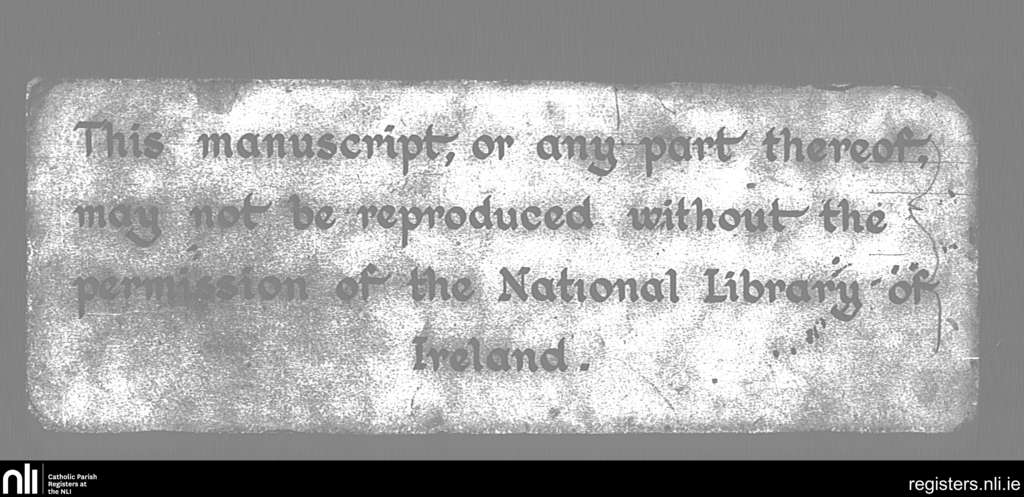 This manuscript, or any part thereof,
may not be reproduced without the
permission of the National Library of
Ireland.
nli
Catholic Parish
Registers at
the NLI
registers.nli.ie